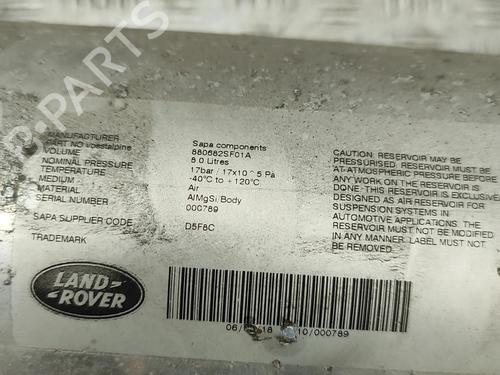 MANUFACTURER Sapa components
PART NO voestalpine 880682SF01A
VOLUME 8.0 Litres
NOMINAL PRESSURE 17bar / 17x10^5 Pa
TEMPERATURE -40°C to +120°C
MEDIUM Air
MATERIAL AlMgSi/Body
SERIAL NUMBER 000789
SAPA SUPPLIER CODE D5F8C
TRADEMARK
CAUTION: RESERVOIR MAY BE
PRESSURISED. RESERVOIR MUST BE
AT ATMOSPHERIC PRESSURE BEFORE
ANY WORK ON THE RESERVOIR IS
DONE. THIS RESERVOIR IS EXCLUSIVE
DESIGNED AS AIR RESERVOIR FOR
SUSPENSION SYSTEMS IN
AUTOMOTIVE APPLICATIONS. THE
RESERVOIR MUST NOT BE MODIFIED
IN ANY MANNER. LABEL MUST NOT
BE REMOVED.
LAND-
ROVER
10/000789
B-PARTS